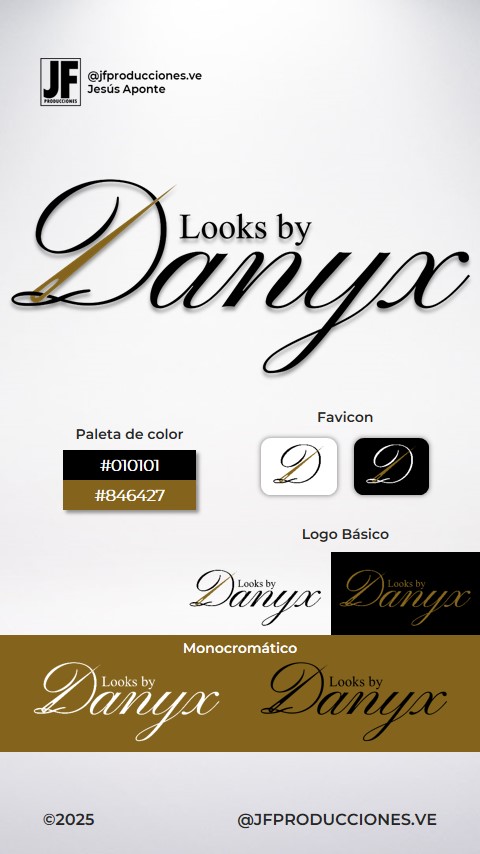 JF
PRODUCCIONES
@jfproducciones.ve
Jesús Aponte
Looks by
Danyx
Paleta de color
#010101
#846427
Favicon
D
D
Logo Básico
Looks by
Danyx
Looks by
Danyx
Monocromático
Looks by
Danyx
Looks by
Danyx
©2025
@JFPRODUCCIONES.VE